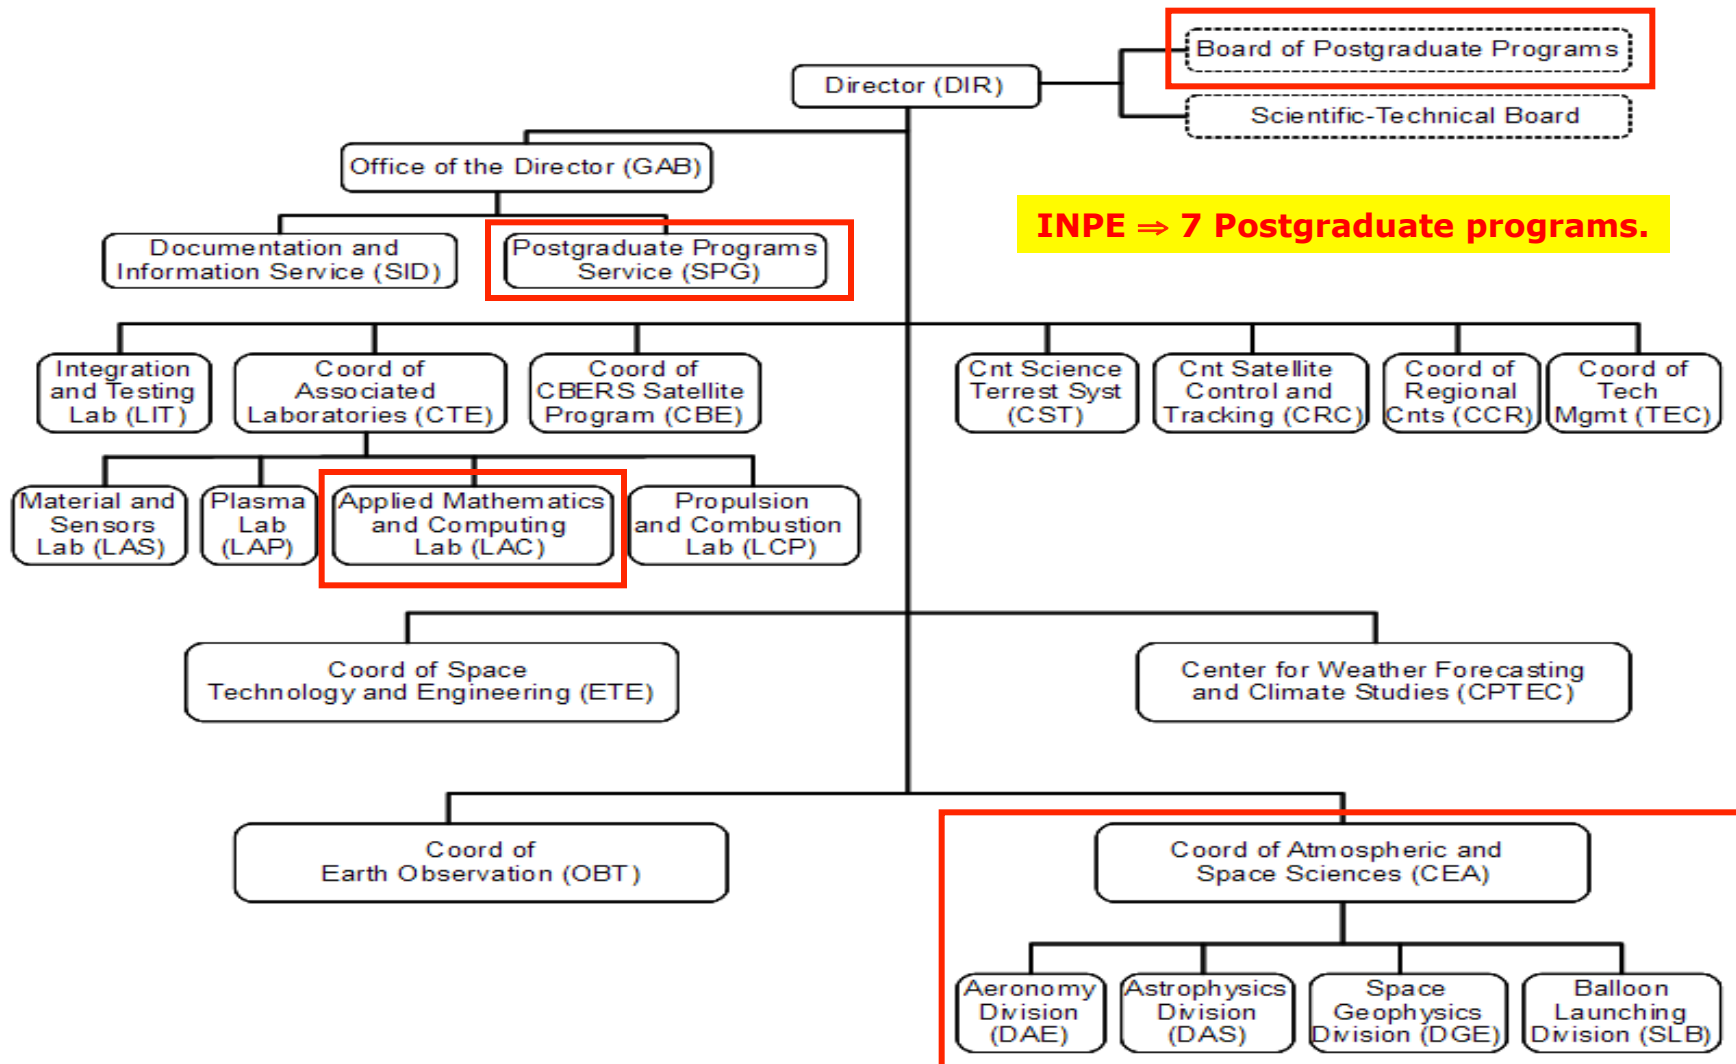 Board of Postgraduate Programs
Director (DIR)
Scientific-Technical Board
Office of the Director (GAB)
INPE ⇒ 7 Postgraduate programs.
Documentation and
Information Service (SID)
Postgraduate Programs
Service (SPG)
Integration
and Testing
Lab (LIT)
Coord of
Associated
Laboratories (CTE)
Coord of
CBERS Satellite
Program (CBE)
Cnt Science
Terrest Syst
(CST)
Cnt Satellite
Control and
Tracking (CRC)
Coord of
Regional
Cnts (CCR)
Coord of
Tech
Mgmt (TEC)
Material and
Sensors
Lab (LAS)
Plasma
Lab
(LAP)
Applied Mathematics
and Computing
Lab (LAC)
Propulsion
and Combustion
Lab (LCP)
Coord of Space
Technology and Engineering (ETE)
Center for Weather Forecasting
and Climate Studies (CPTEC)
Coord of
Earth Observation (OBT)
Coord of Atmospheric and
Space Sciences (CEA)
Aeronomy
Division
(DAE)
Astrophysics
Division
(DAS)
Space
Geophysics
Division (DGE)
Balloon
Launching
Division (SLB)